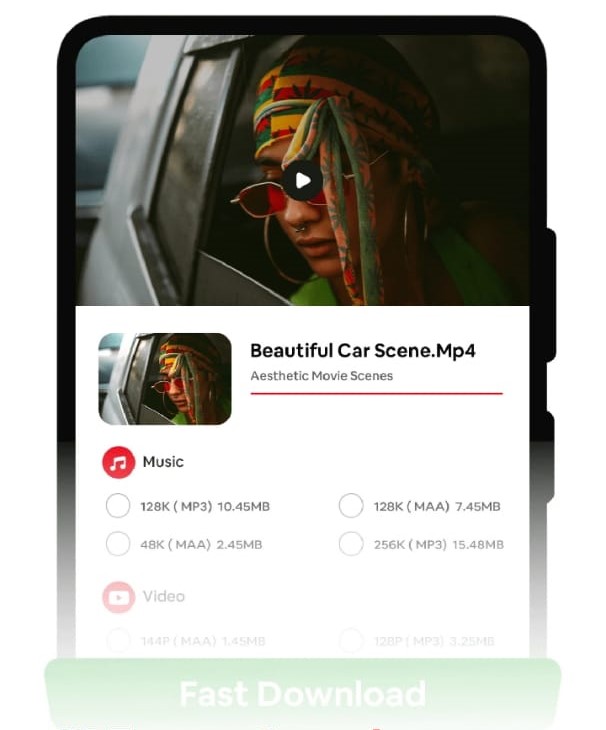 Beautiful Car Scene.Mp4
Aesthetic Movie Scenes
Music
128K ( MP3) 10.45MB
128K ( MAA) 7.45MB
48K ( MAA) 2.45MB
256K ( MP3) 15.48MB
Video
144P ( MAA) 1.45MB
128P ( MP3) 3.25MB
Fast Download